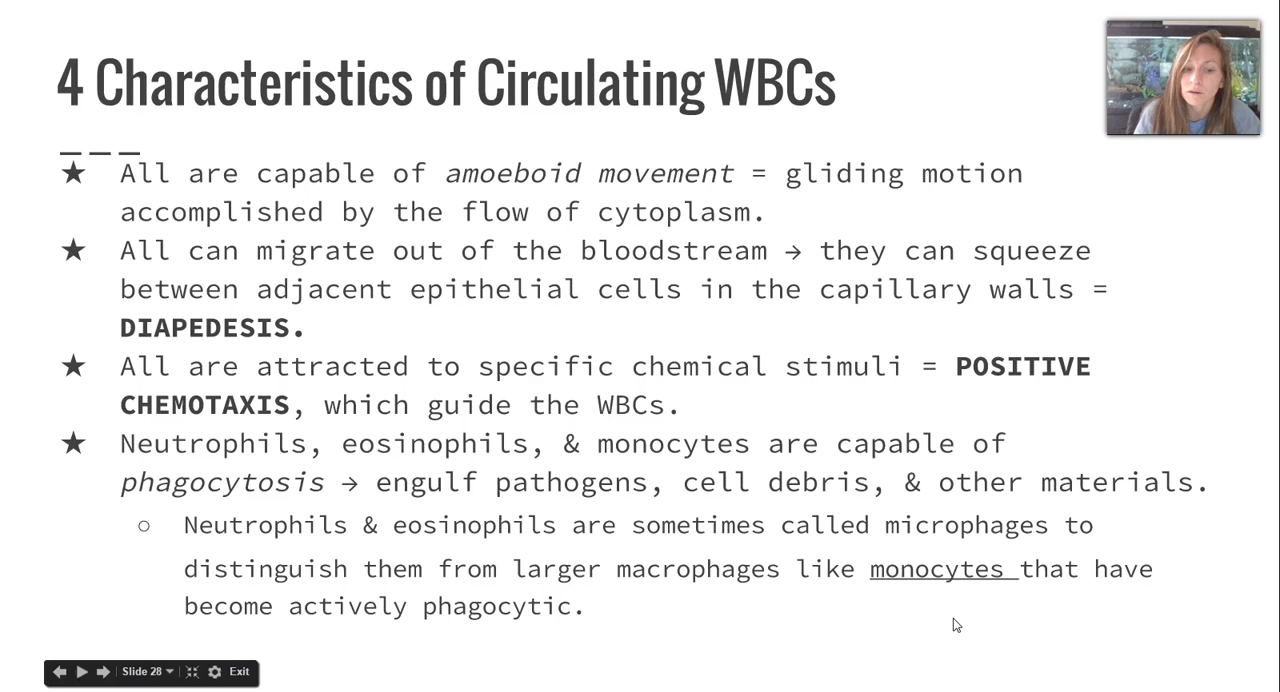 4 Characteristics of Circulating WBCs
★ All are capable of amoeboid movement = gliding motion
accomplished by the flow of cytoplasm.
★ All can migrate out of the bloodstream → they can squeeze
between adjacent epithelial cells in the capillary walls =
DIAPEDESIS.
★ All are attracted to specific chemical stimuli = POSITIVE
CHEMOTAXIS, which guide the WBCs.
★ Neutrophils, eosinophils, & monocytes are capable of
phagocytosis → engulf pathogens, cell debris, & other materials.
○ Neutrophils & eosinophils are sometimes called microphages to
distinguish them from larger macrophages like monocytes that have
become actively phagocytic.
Slide 28 Exit